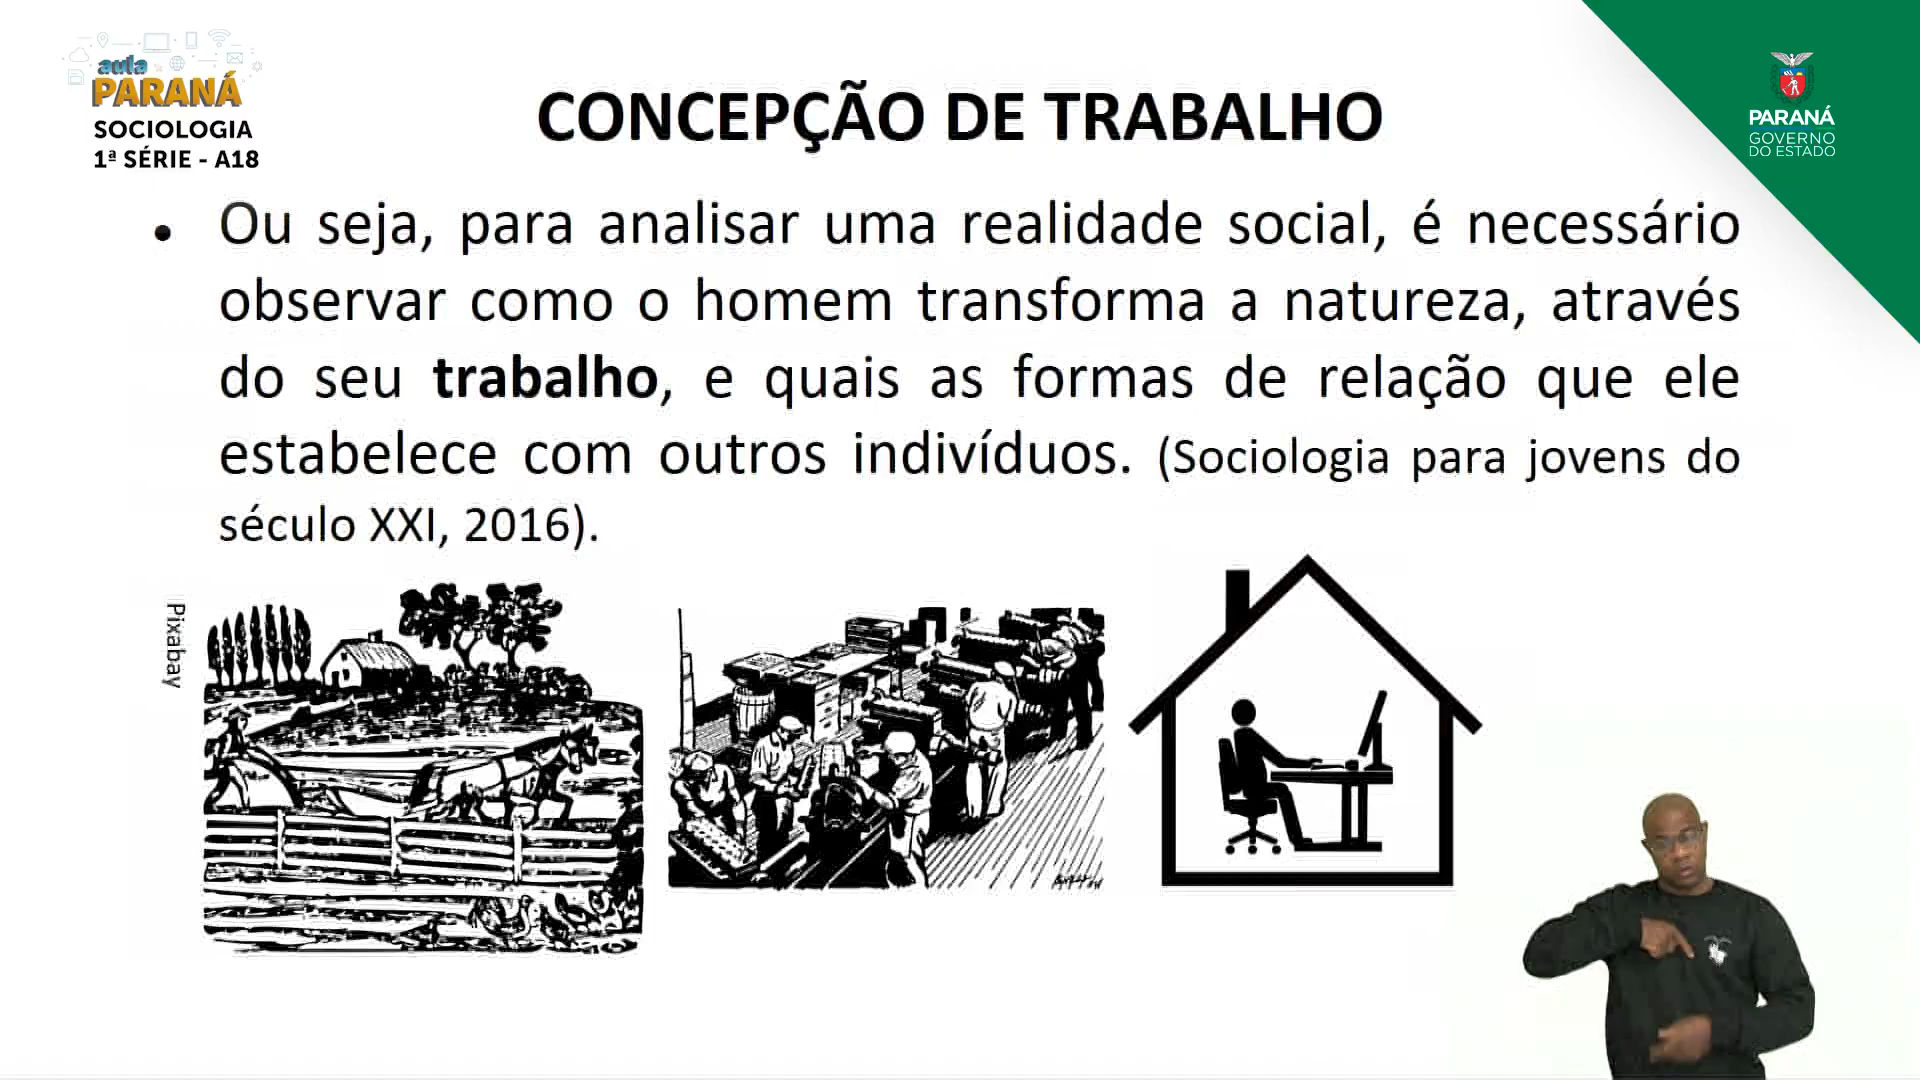 aula
PARANÁ
SOCIOLOGIA
1ª SÉRIE - A18
CONCEPÇÃO DE TRABALHO
PARANÁ
GOVERNO
DO ESTADO
• Ou seja, para analisar uma realidade social, é necessário
observar como o homem transforma a natureza, através
do seu trabalho, e quais as formas de relação que ele
estabelece com outros indivíduos. (Sociologia para jovens do
século XXI, 2016).
Pixabay